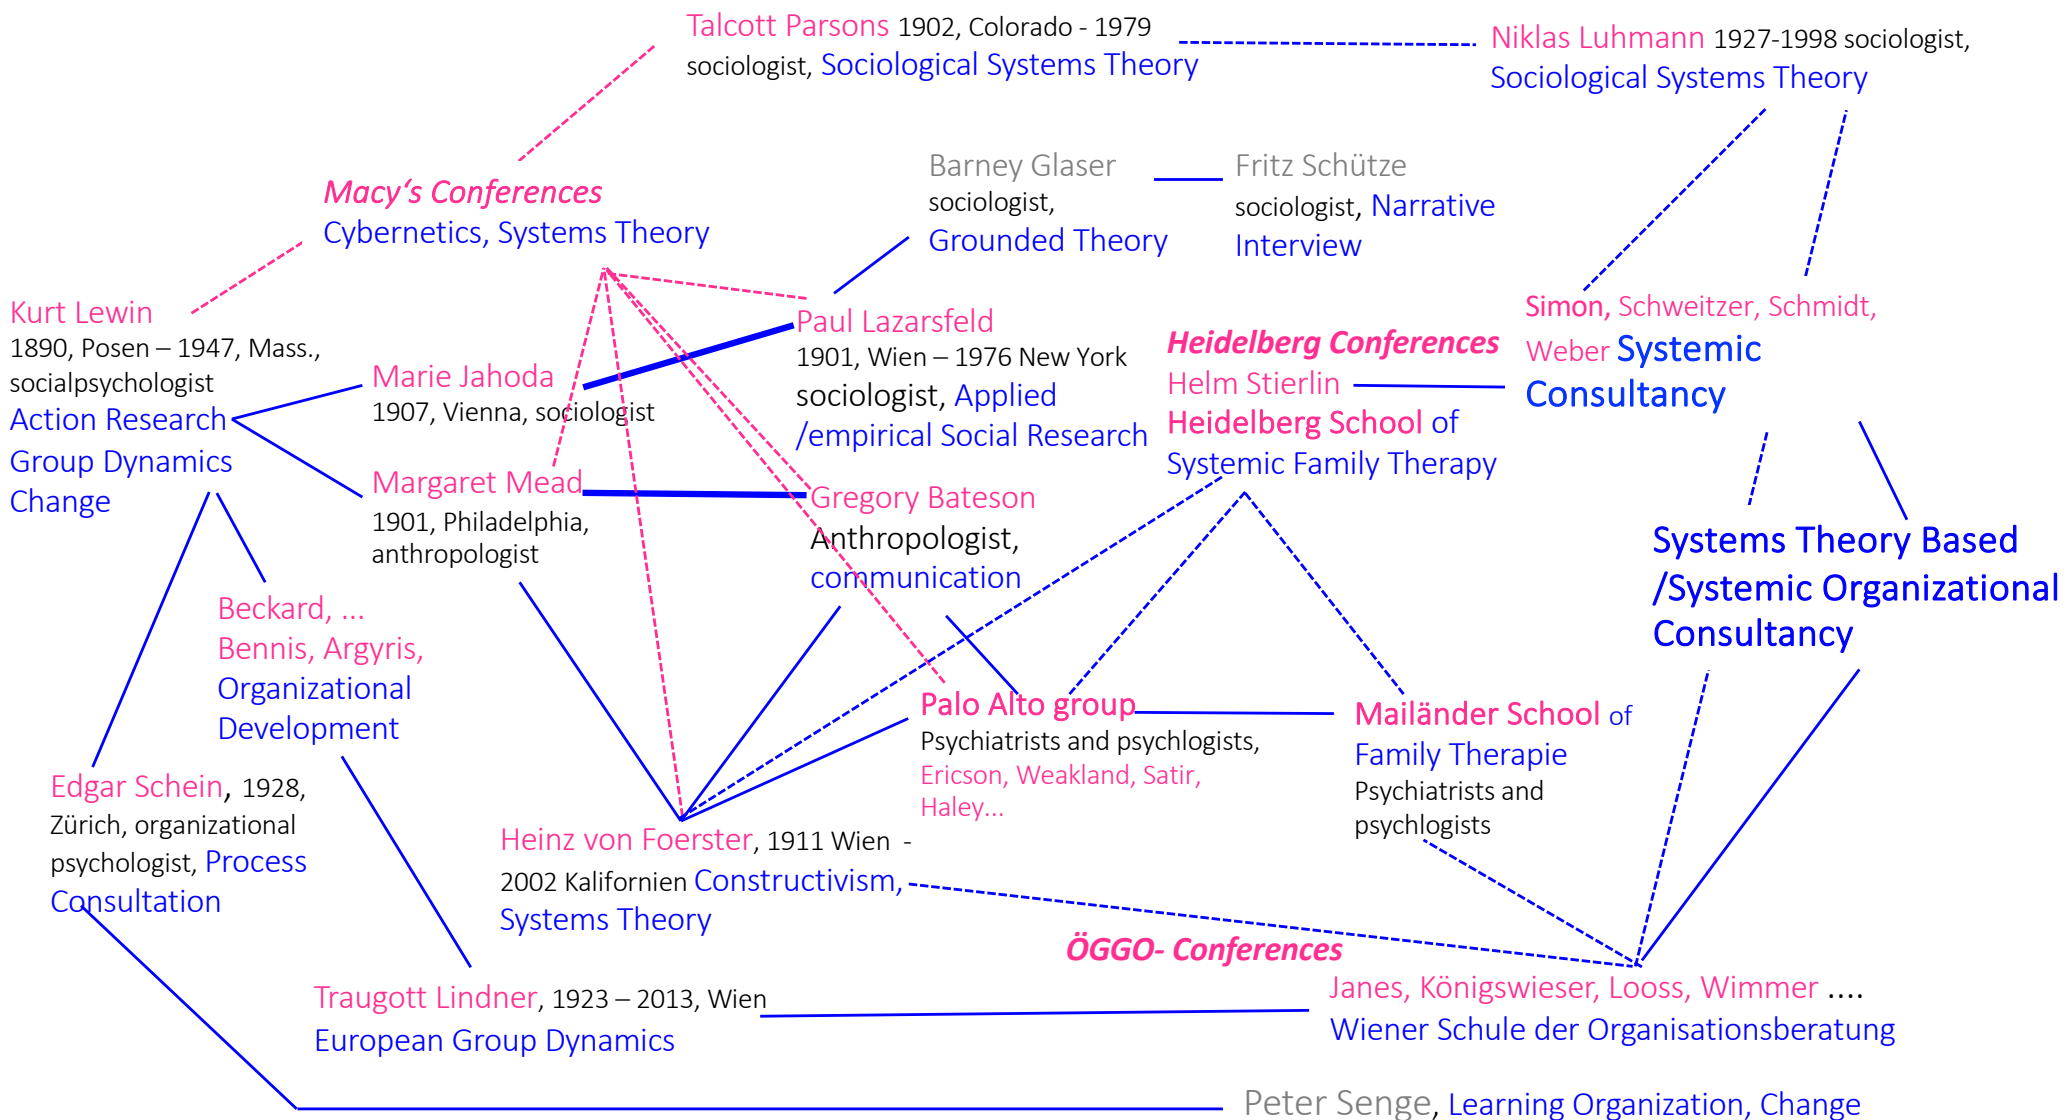 Talcott Parsons 1902, Colorado - 1979
sociologist, Sociological Systems Theory
Niklas Luhmann 1927-1998 sociologist,
Sociological Systems Theory
Macy‘s Conferences
Cybernetics, Systems Theory
Barney Glaser
sociologist,
Grounded Theory
Fritz Schütze
sociologist, Narrative
Interview
Kurt Lewin
1890, Posen – 1947, Mass.,
socialpsychologist
Action Research
Group Dynamics
Change
Marie Jahoda
1907, Vienna, sociologist
Paul Lazarsfeld
1901, Wien – 1976 New York
sociologist, Applied
/empirical Social Research
Heidelberg Conferences
Helm Stierlin
Heidelberg School of
Systemic Family Therapy
Simon, Schweitzer, Schmidt,
Weber Systemic
Consultancy
Margaret Mead
1901, Philadelphia,
anthropologist
Gregory Bateson
Anthropologist,
communication
Systems Theory Based
/Systemic Organizational
Consultancy
Beckard, ...
Bennis, Argyris,
Organizational
Development
Palo Alto group
Psychiatrists and psychlogists,
Ericson, Weakland, Satir,
Haley...
Mailänder School of
Family Therapie
Psychiatrists and
psychlogists
Edgar Schein, 1928,
Zürich, organizational
psychologist, Process
Consultation
Heinz von Foerster, 1911 Wien -
2002 Kalifornien Constructivism,
Systems Theory
ÖGGO- Conferences
Traugott Lindner, 1923 – 2013, Wien
European Group Dynamics
Janes, Königswieser, Looss, Wimmer ....
Wiener Schule der Organisationsberatung
Peter Senge, Learning Organization, Change